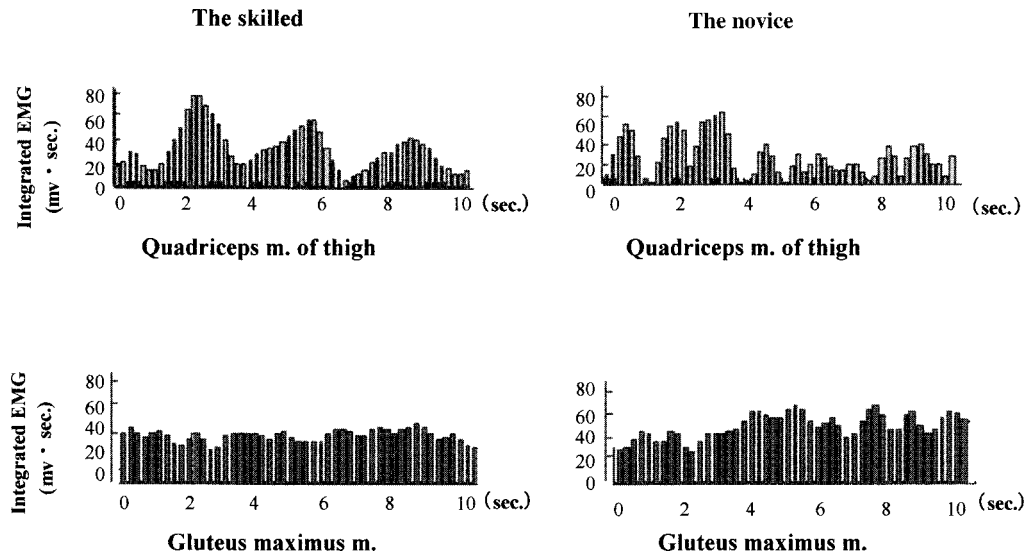 The skilled
The novice
Integrated EMG
(mv・sec.)
80
60
40
20
0
0 2 4 6 8 10 (sec.)
Quadriceps m. of thigh
80
60
40
20
0
0 2 4 6 8 10 (sec.)
Quadriceps m. of thigh
Integrated EMG
(mv・sec.)
80
60
40
20
0
0 2 4 6 8 10 (sec.)
Gluteus maximus m.
80
60
40
20
0
0 2 4 6 8 10 (sec.)
Gluteus maximus m.